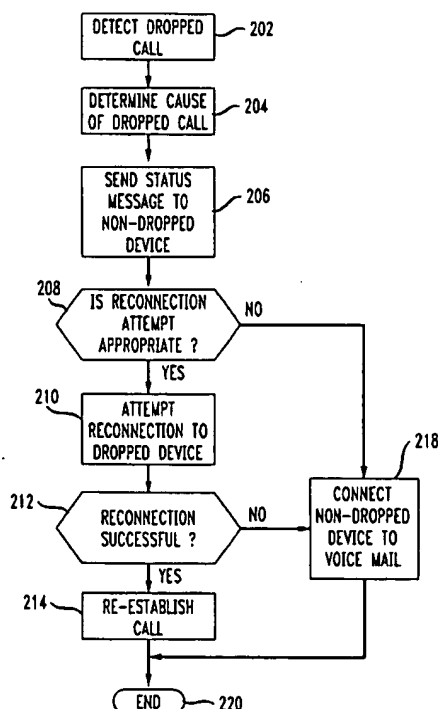 DETECT DROPPED
CALL
202
DETERMINE CAUSE
OF DROPPED CALL
204
SEND STATUS
MESSAGE TO
NON-DROPPED
DEVICE
206
208
IS RECONNECTION
ATTEMPT
APPROPRIATE ?
NO
YES
210
ATTEMPT
RECONNECTION TO
DROPPED DEVICE
218
CONNECT
NON-DROPPED
DEVICE TO
VOICE MAIL
212
RECONNECTION
SUCCESSFUL ?
NO
YES
214
RE-ESTABLISH
CALL
END
220